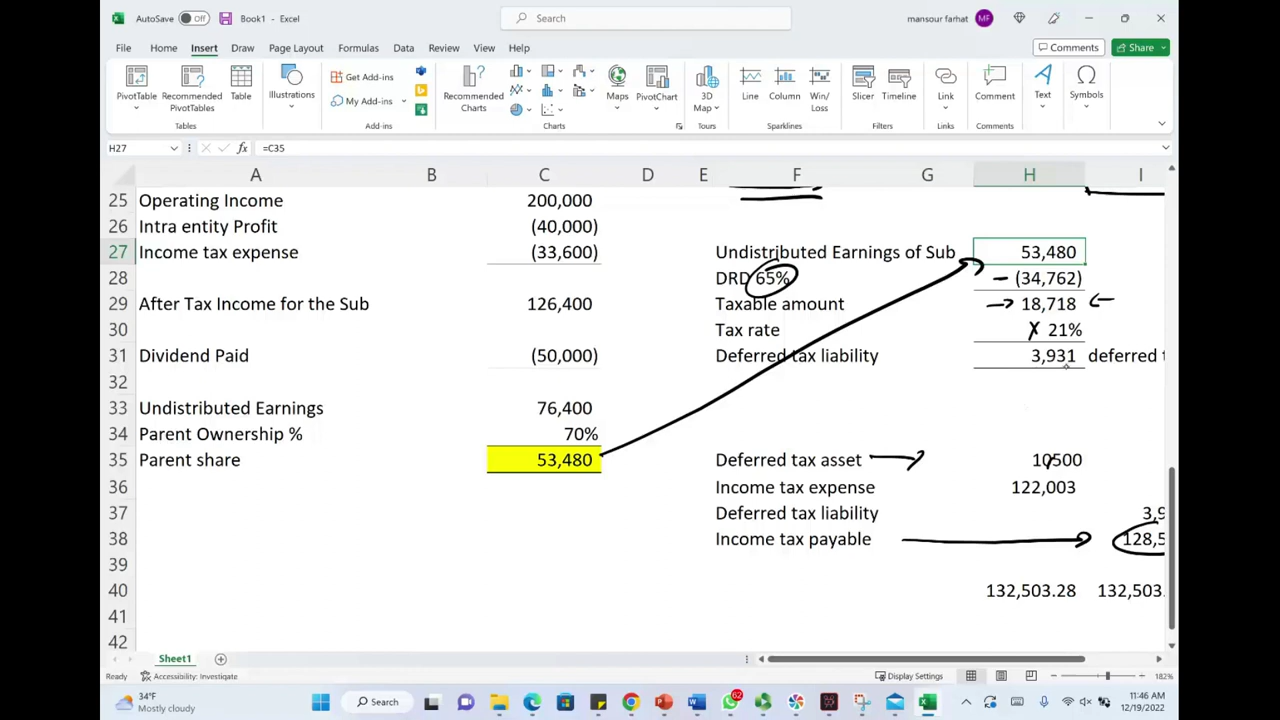 AutoSave Off Book1 - Excel Search mansour farhat MF
File Home Insert Draw Page Layout Formulas Data Review View Help Comments Share
PivotTable Recommended PivotTables Table Illustrations Get Add-ins My Add-ins Recommended Charts Maps PivotChart 3D Map Line Column Win/Loss Slicer Timeline Link Comment Text Symbols
Tables Add-ins Charts Tours Sparklines Filters Links Comments
H27 fx =C35
A B C D E F G H I
25 Operating Income 200,000
26 Intra entity Profit (40,000)
27 Income tax expense (33,600) Undistributed Earnings of Sub 53,480
28 DRD 65% (34,762)
29 After Tax Income for the Sub 126,400 Taxable amount 18,718
30 Tax rate X 21%
31 Dividend Paid (50,000) Deferred tax liability 3,931 deferred t
32
33 Undistributed Earnings 76,400
34 Parent Ownership % 70%
35 Parent share 53,480 Deferred tax asset 10,500
36 Income tax expense 122,003
37 Deferred tax liability 3,9
38 Income tax payable 128,5
39
40 132,503.28 132,503.
41
42
Sheet1
Ready Accessibility: Investigate Display Settings 182%
34°F
Mostly cloudy
Search
62
11:46 AM
12/19/2022